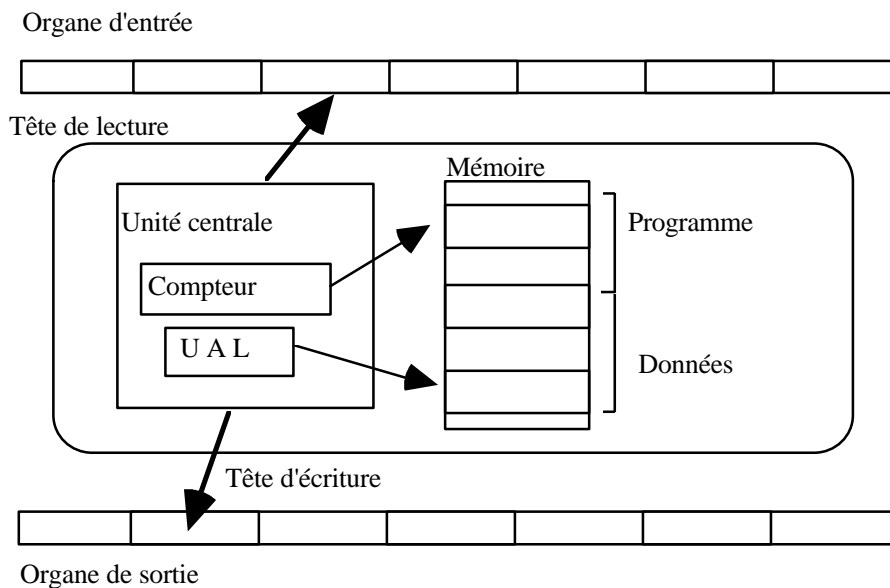 Organe d'entrée
Tête de lecture
Mémoire
Unité centrale
Programme
Compteur
U A L
Données
Tête d'écriture
Organe de sortie